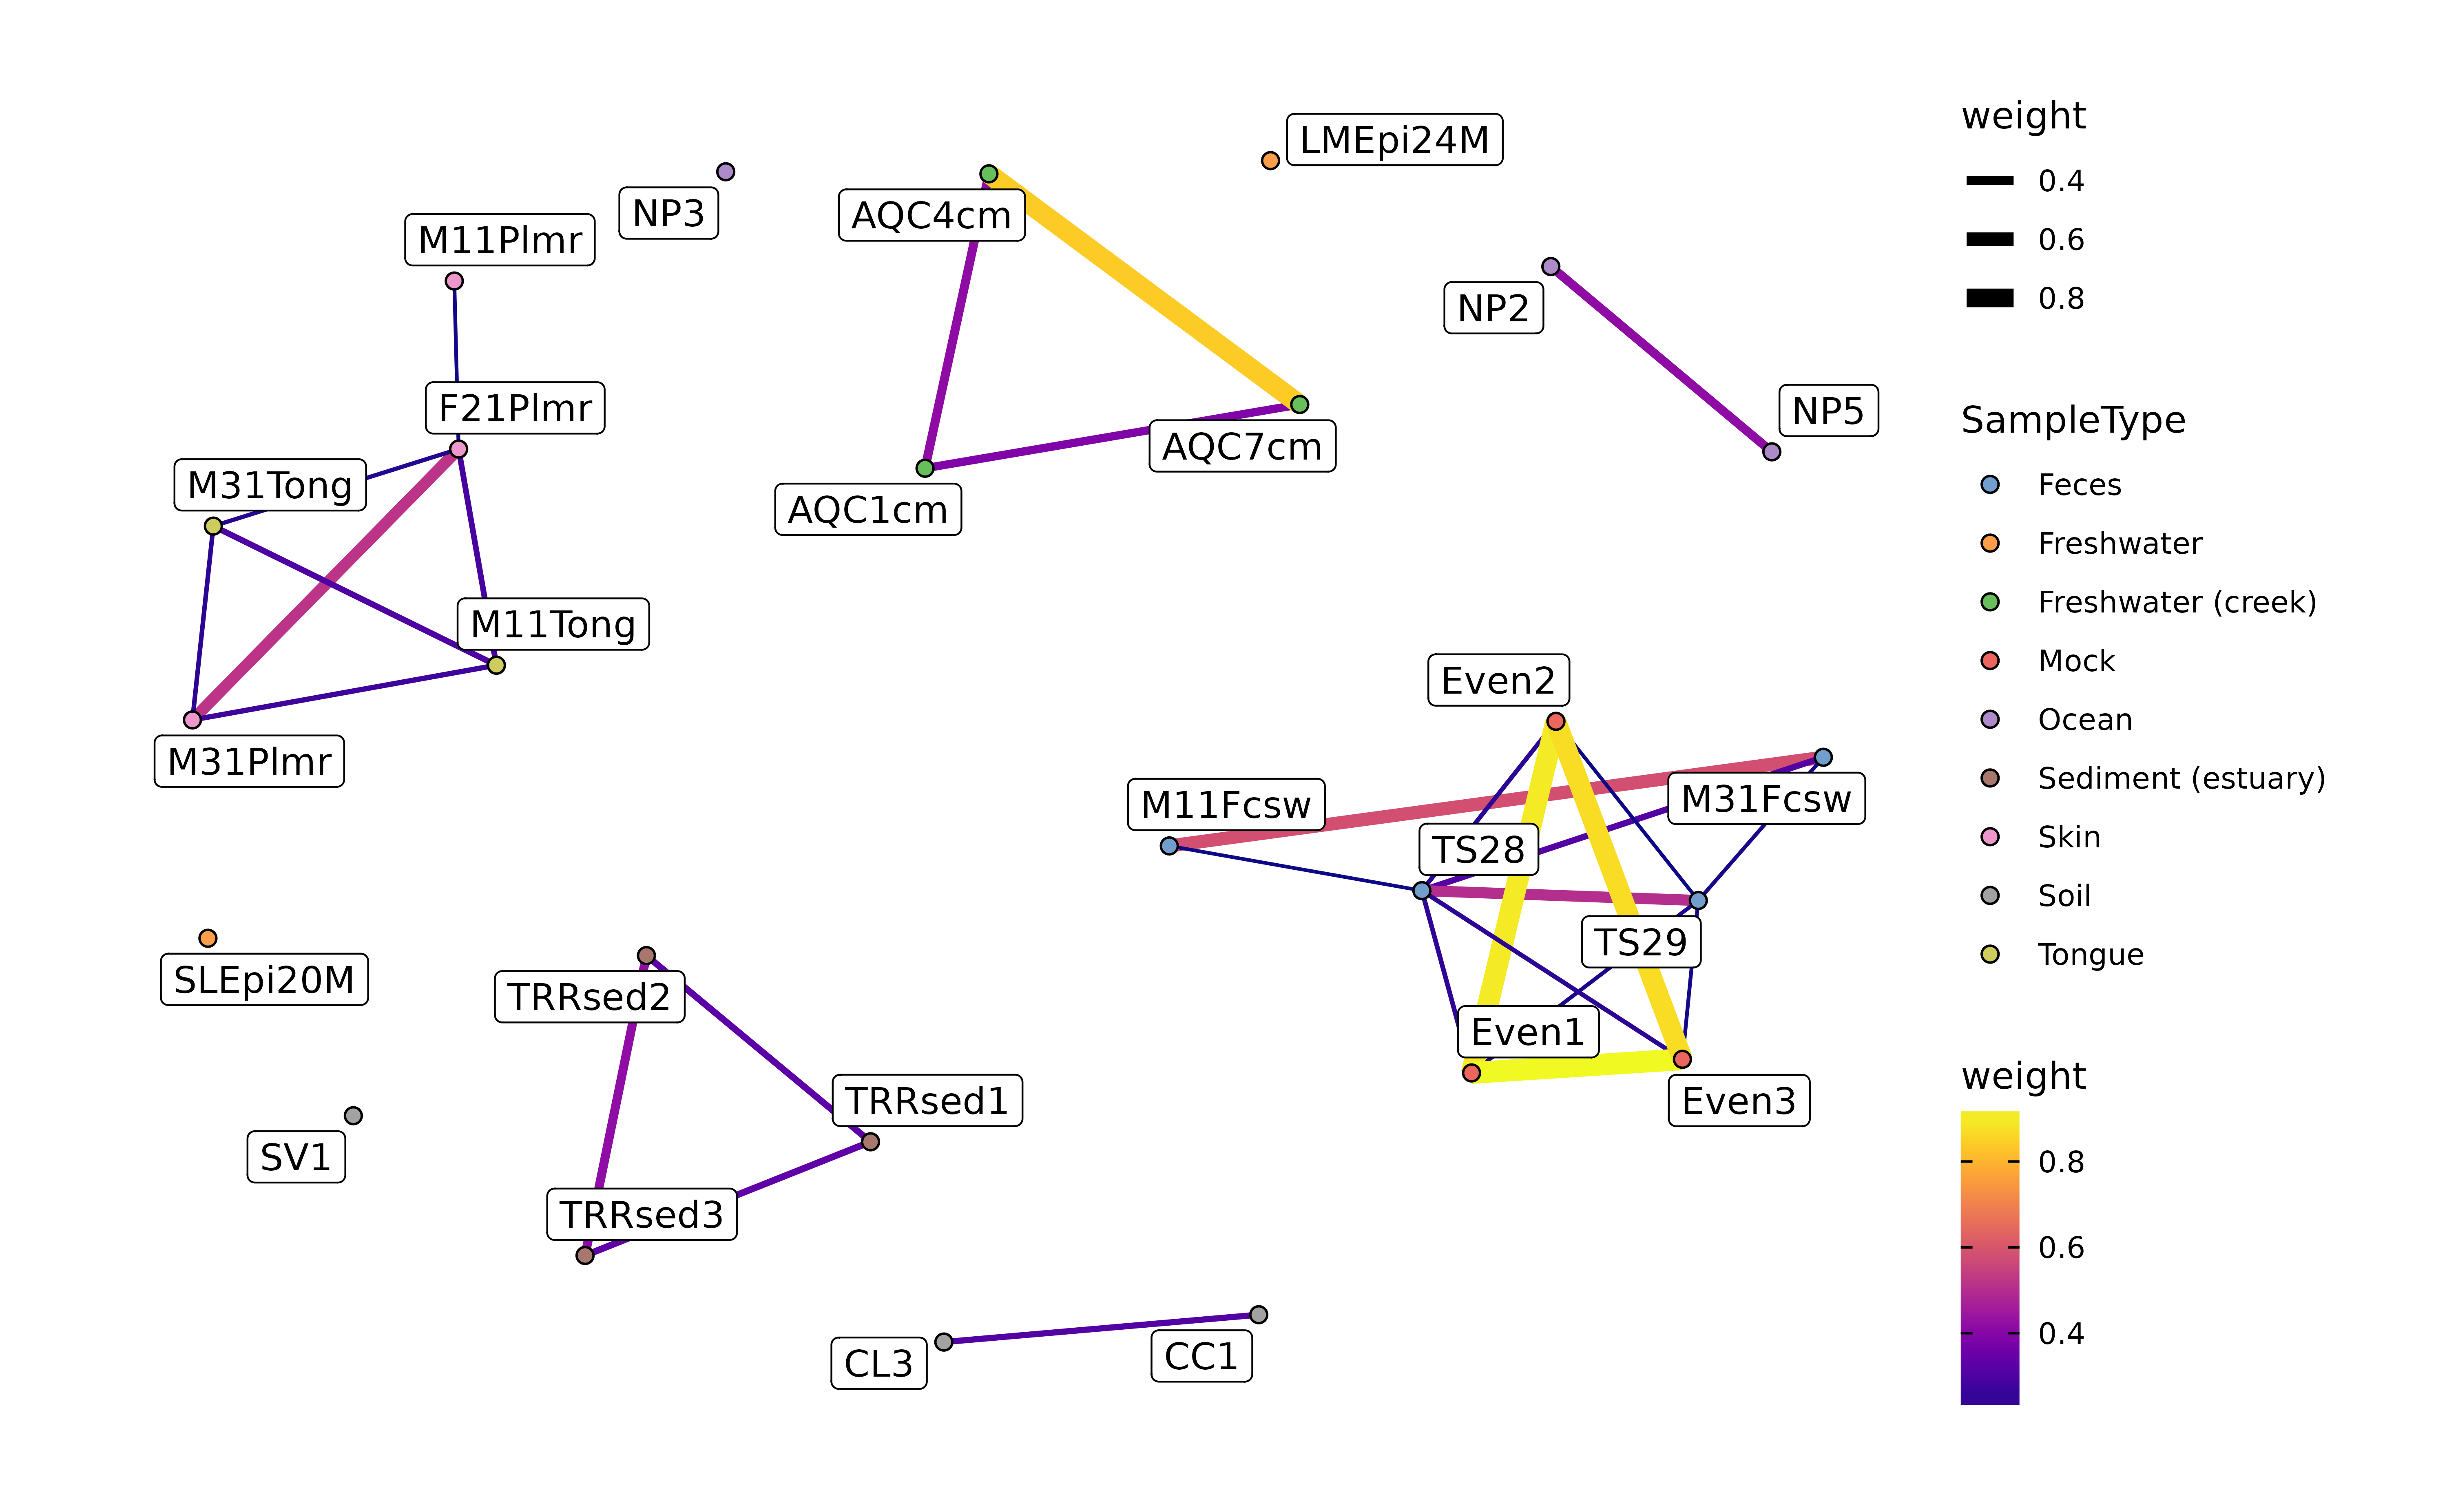 LMEpi24M
NP3
AQC4cm
M11Plmr
NP2
F21Plmr
NP5
AQC7cm
M31Tong
AQC1cm
M11Tong
Even2
M31Plmr
M31Fcsw
M11Fcsw
TS28
TS29
SLEpi20M
TRRsed2
Even1
TRRsed1
Even3
SV1
TRRsed3
CC1
CL3
weight
0.4
0.6
0.8
SampleType
Feces
Freshwater
Freshwater (creek)
Mock
Ocean
Sediment (estuary)
Skin
Soil
Tongue
weight
0.8
0.6
0.4